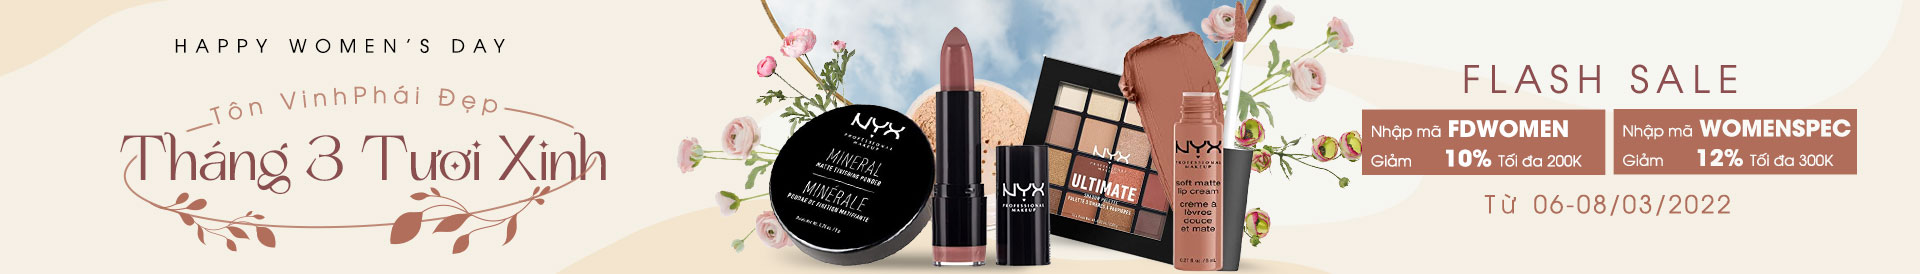 HAPPY WOMEN'S DAY
Tôn VinhPhái Đẹp
Tháng 3 Tươi Xinh
NYX
PROFESSIONAL
MAKEUP
MINERAL
MATTE FINISHING POWDER
MINÉRALE
POUDRE DE FINITION MATIFIANTE
NYX
PROFESSIONAL
MAKEUP
NYX
ULTIMATE
SHADOW PALETTE
NYX
PROFESSIONAL
MAKEUP
soft matte
lip cream
crème à
lèvres
douce
et mate
FLASH SALE
Nhập mã FDWOMEN
Giảm 10% Tối đa 200K
Nhập mã WOMENSPEC
Giảm 12% Tối đa 300K
Từ 06-08/03/2022